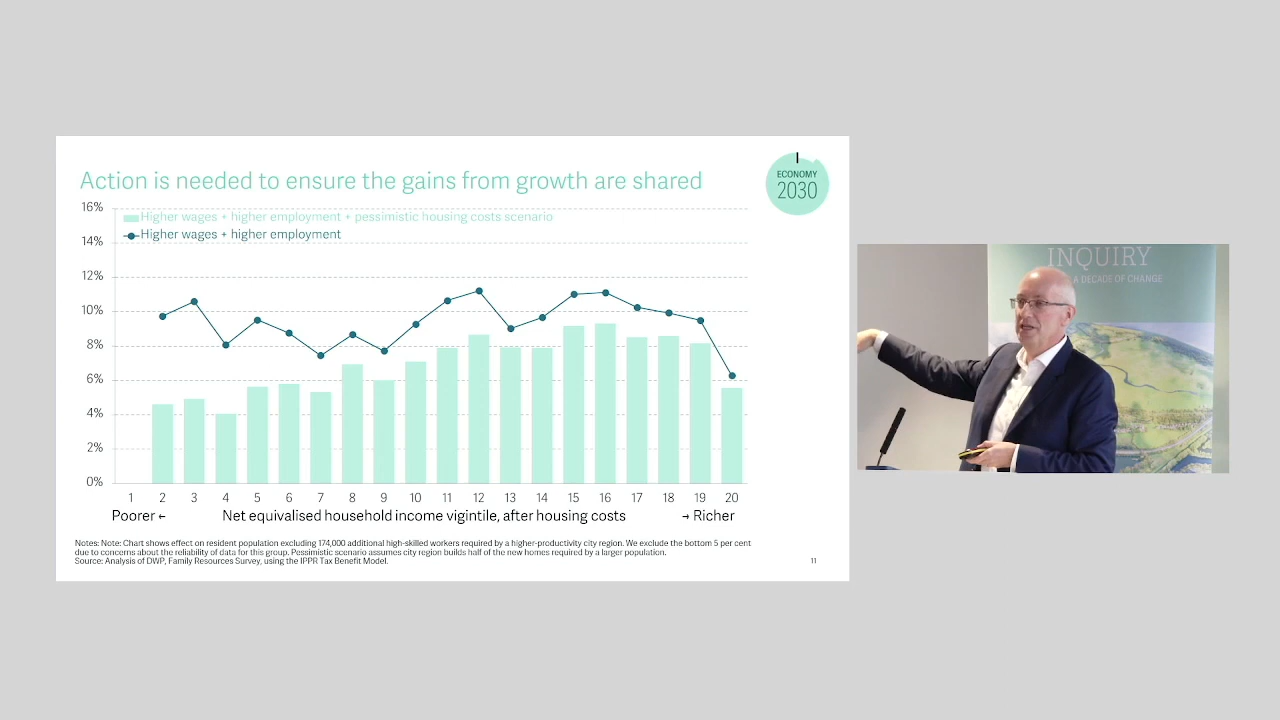 Action is needed to ensure the gains from growth are shared
ECONOMY
2030
16%
14%
12%
10%
8%
6%
4%
2%
0%
Higher wages + higher employment + pessimistic housing costs scenario
Higher wages + higher employment
1 2 3 4 5 6 7 8 9 10 11 12 13 14 15 16 17 18 19 20
Poorer ← Net equivalised household income vigintile, after housing costs → Richer
Notes: Note: Chart shows effect on resident population excluding 174,000 additional high-skilled workers required by a higher-productivity city region. We exclude the bottom 5 per cent
due to concerns about the reliability of data for this group. Pessimistic scenario assumes city region builds half of the new homes required by a larger population.
Source: Analysis of DWP, Family Resources Survey, using the IPPR Tax Benefit Model.
11
INQUIRY
A DECADE OF CHANGE